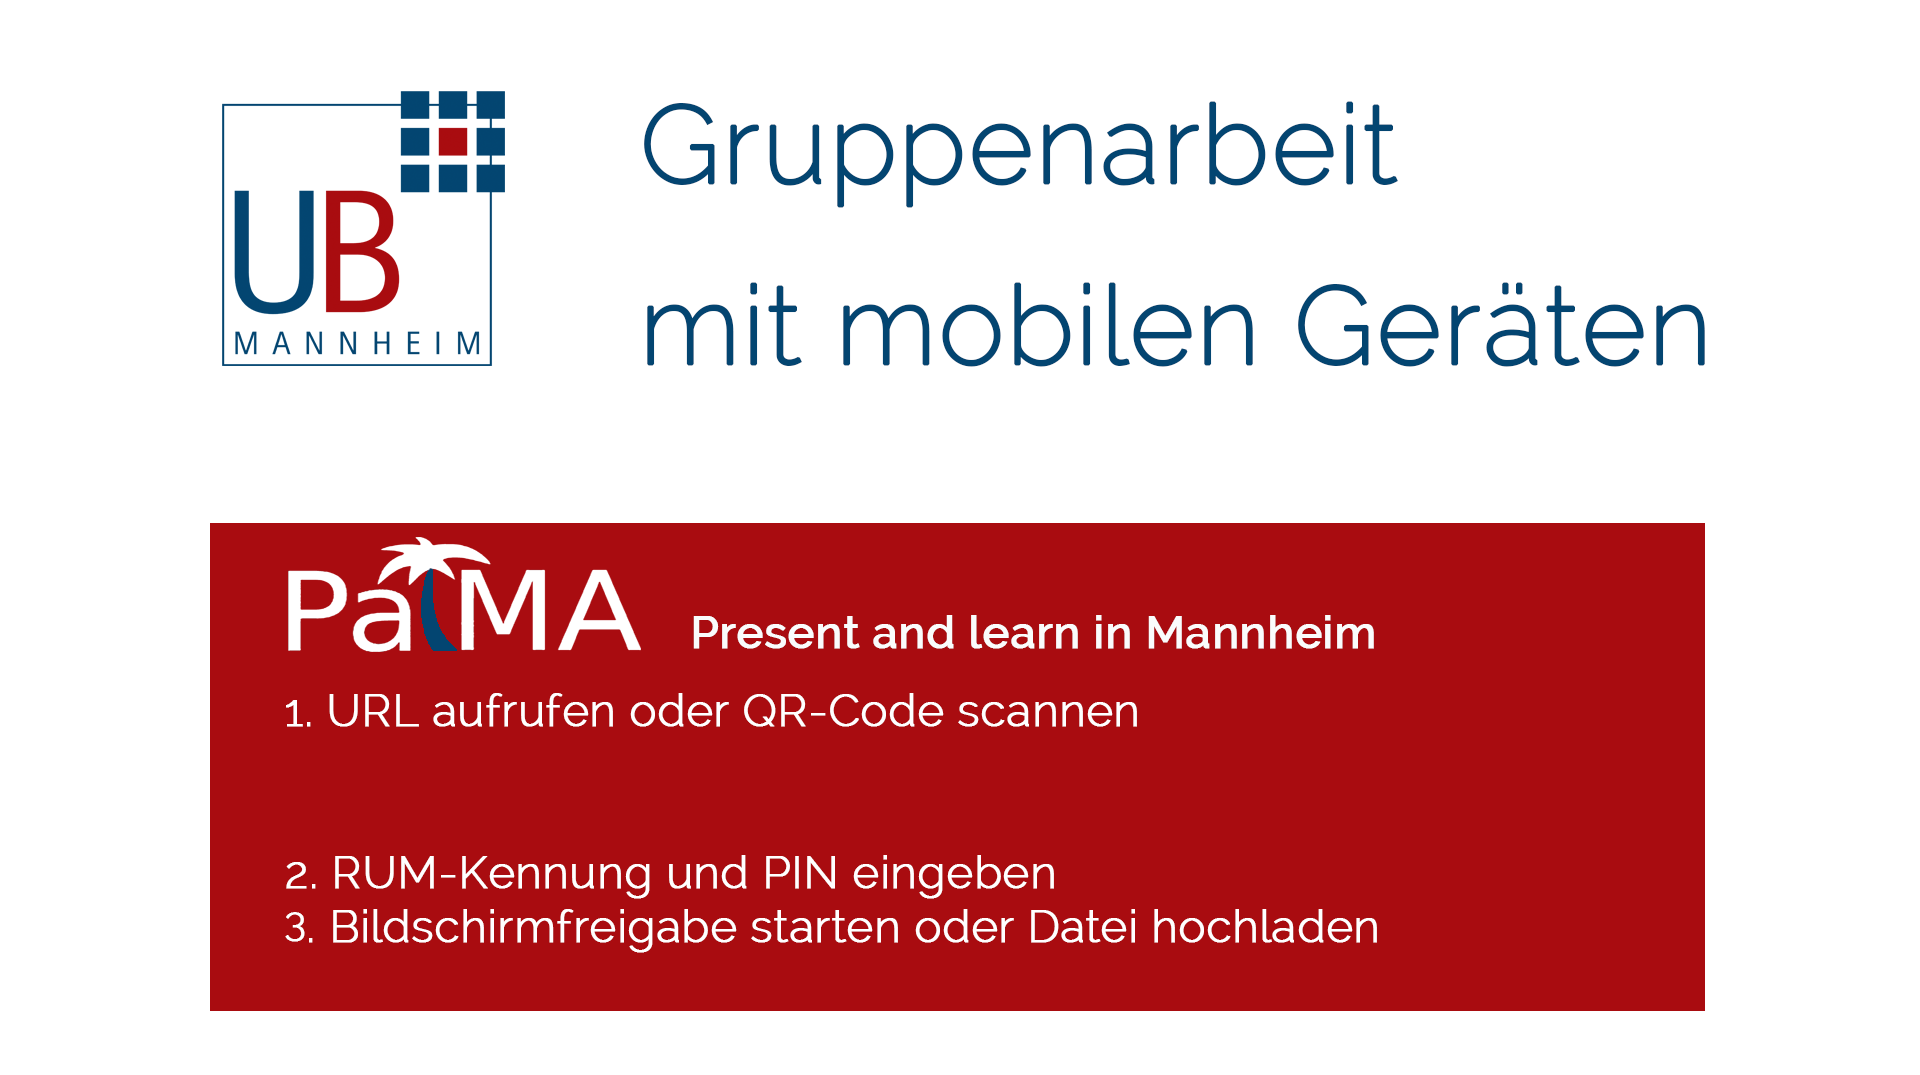 UB
MANNHEIM
Gruppenarbeit
mit mobilen Geräten
PalMA Present and learn in Mannheim
1. URL aufrufen oder QR-Code scannen
2. RUM-Kennung und PIN eingeben
3. Bildschirmfreigabe starten oder Datei hochladen